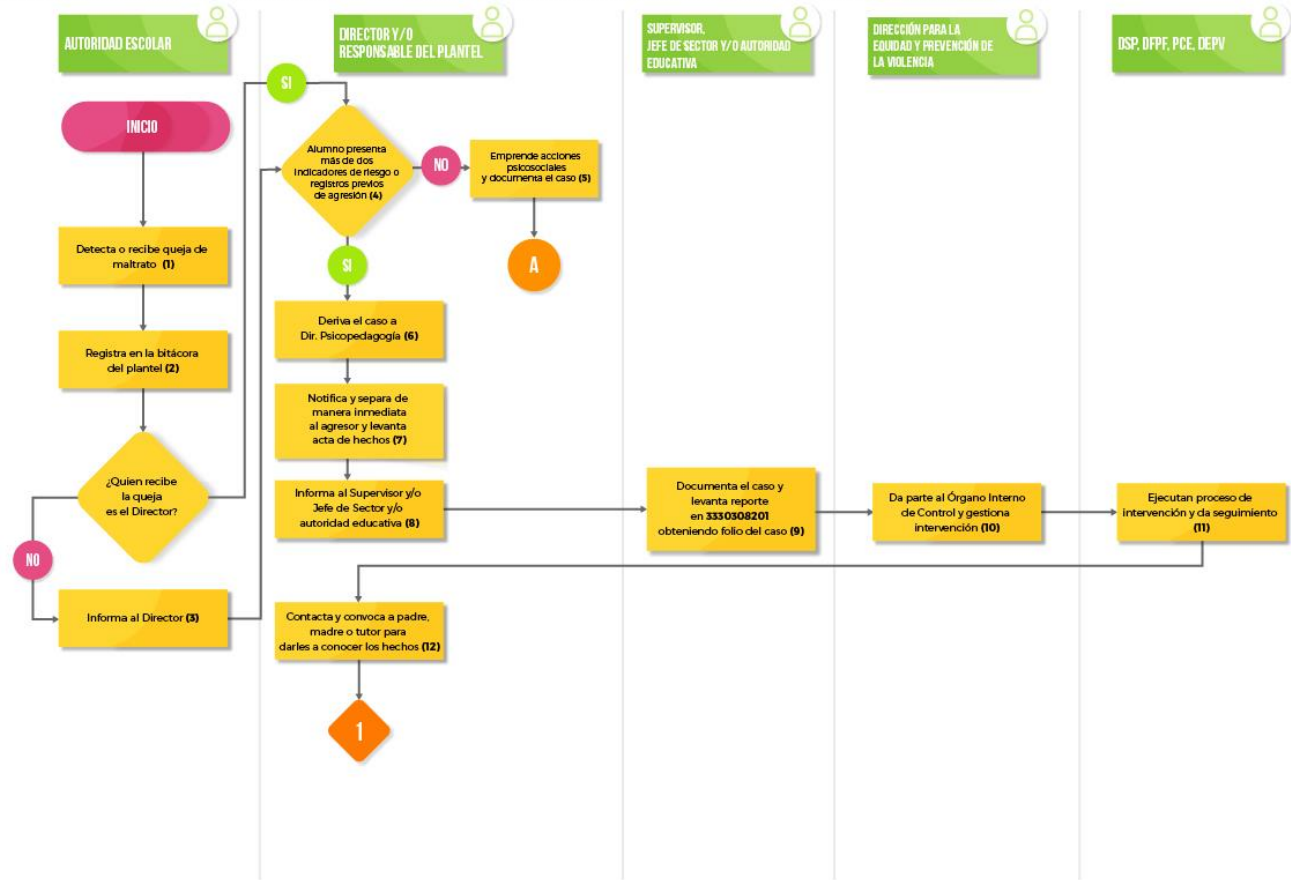 AUTORIDAD ESCOLAR
DIRECTOR Y/O
RESPONSABLE DEL PLANTEL
SUPERVISOR,
JEFE DE SECTOR Y/O AUTORIDAD
EDUCATIVA
DIRECCIÓN PARA LA
EQUIDAD Y PREVENCIÓN DE
LA VIOLENCIA
DSP, DFPF, PCE, DEPV
INICIO
Detecta o recibe queja de
maltrato (1)
Registra en la bitácora
del plantel (2)
¿Quien recibe
la queja
es el Director?
SI
NO
Informa al Director (3)
Alumno presenta
más de dos
indicadores de riesgo o
registros previos
de agresión (4)
NO
Emprende acciones
psicosociales
y documenta el caso (5)
A
SI
Deriva el caso a
Dir. Psicopedagogía (6)
Notifica y separa de
manera inmediata
al agresor y levanta
acta de hechos (7)
Informa al Supervisor y/o
Jefe de Sector y/o
autoridad educativa (8)
Documenta el caso y
levanta reporte
en 3330308201
obteniendo folio del caso (9)
Da parte al Órgano Interno
de Control y gestiona
intervención (10)
Ejecutan proceso de
intervención y da seguimiento
(11)
Contacta y convoca a padre,
madre o tutor para
darles a conocer los hechos (12)
1